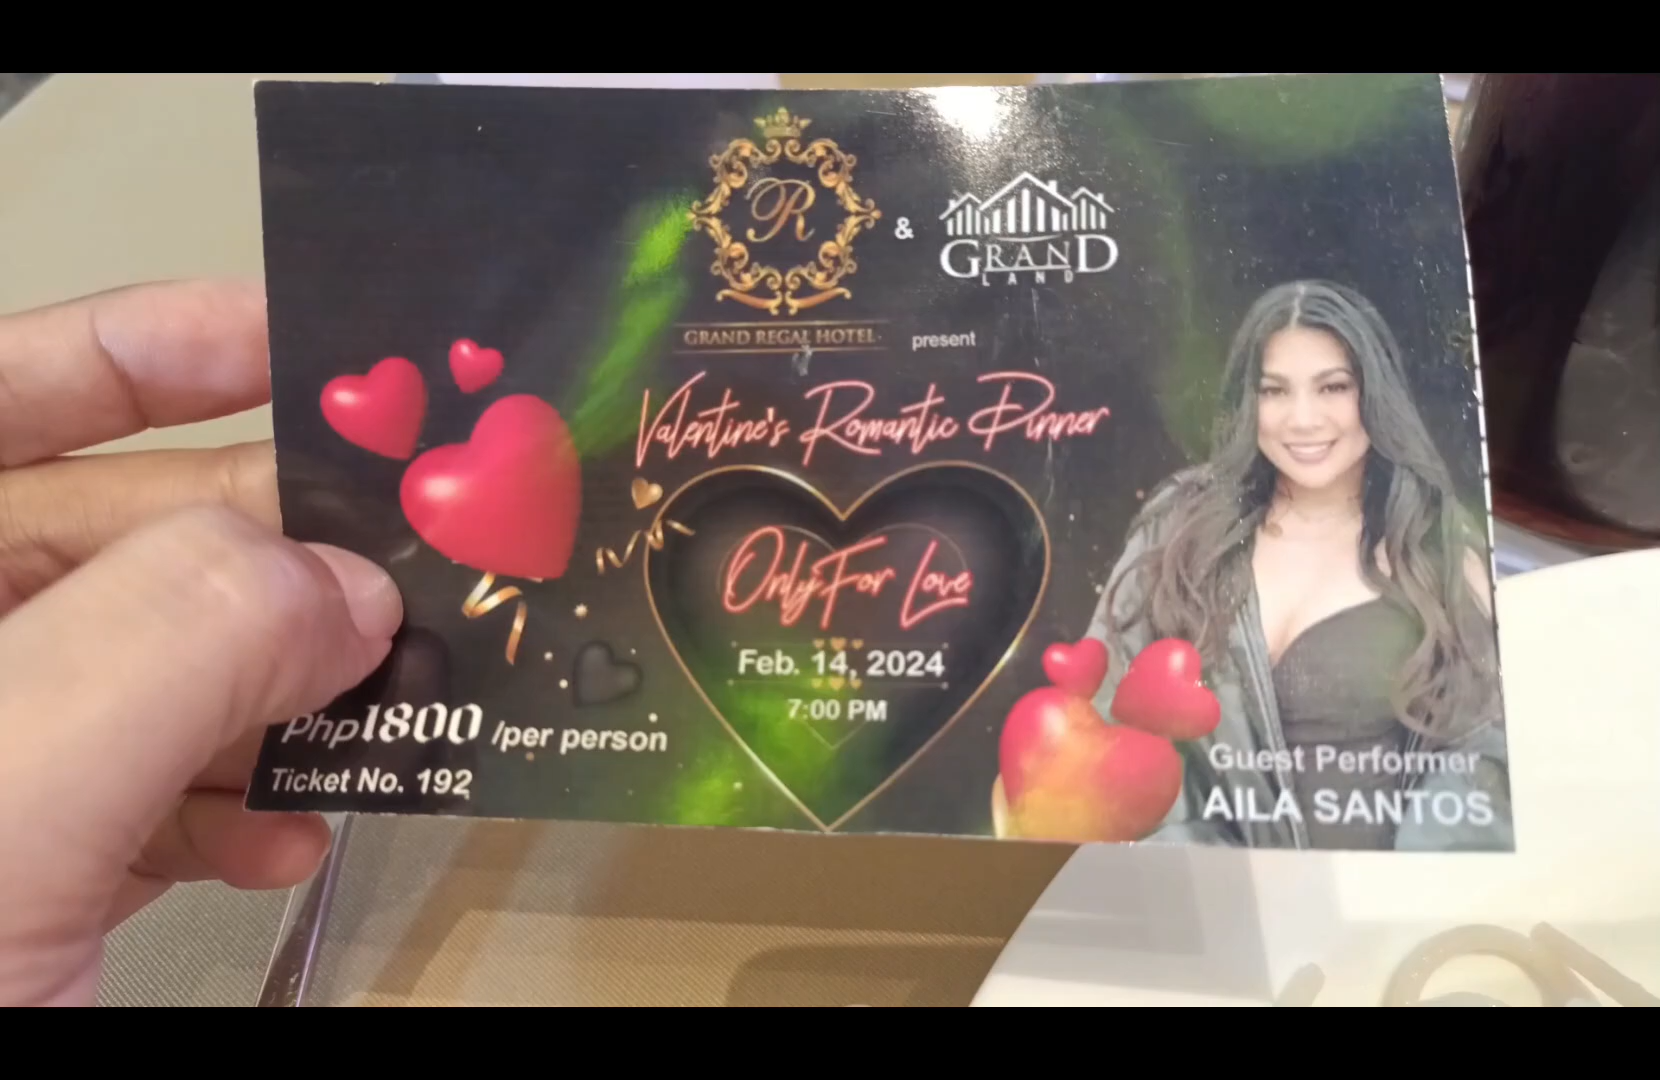 R
&
GRAND
LAND
GRAND REGAL HOTEL
present
Valentine's Romantic Dinner
Only For Love
Feb. 14, 2024
7:00 PM
Php1800 /per person
Ticket No. 192
Guest Performer
AILA SANTOS